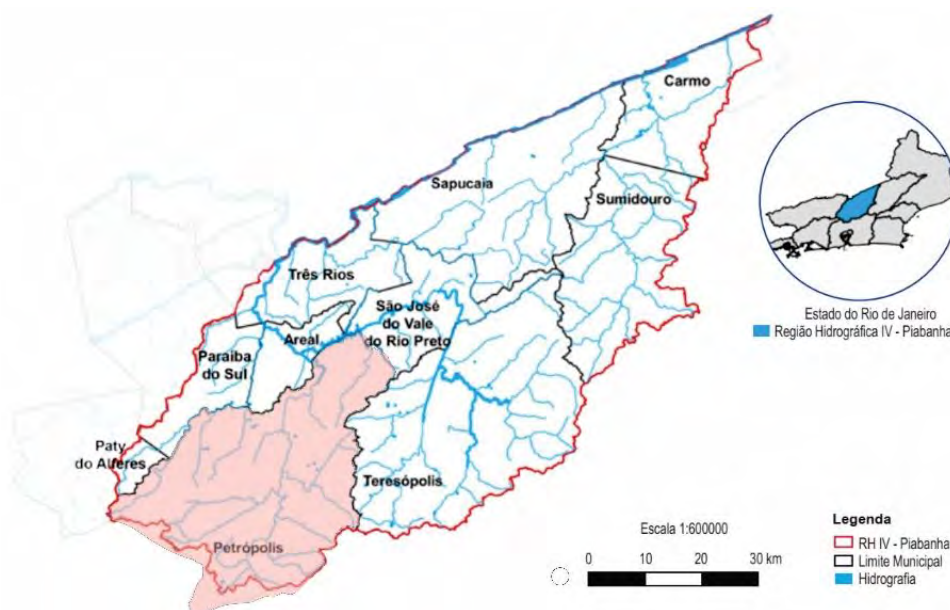 Carmo
Sapucaia
Sumidouro
Três Rios
São José
do Vale
do Rio Preto
Areal
Paraíba
do Sul
Paty
do Alferes
Teresópolis
Petrópolis
Estado do Rio de Janeiro
Região Hidrográfica IV - Piabanha
Escala 1:600000
0 10 20 30 km
Legenda
RH IV - Piabanha
Limite Municipal
Hidrografia